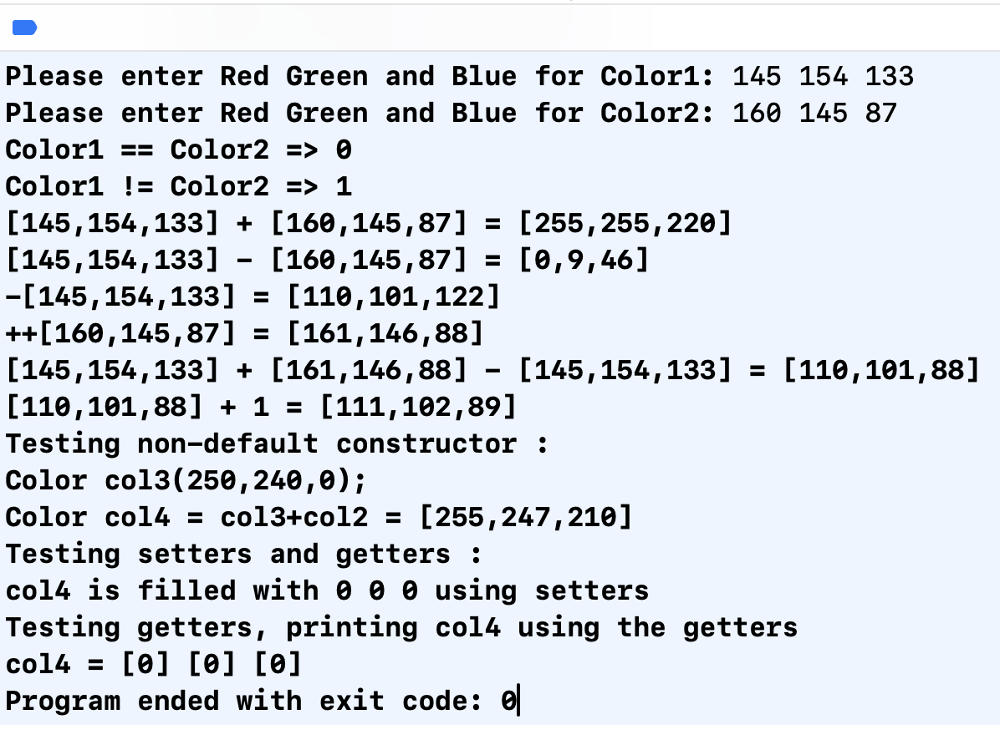 Please enter Red Green and Blue for Color1: 145 154 133
Please enter Red Green and Blue for Color2: 160 145 87
Color1 == Color2 => 0
Color1 != Color2 => 1
[145,154,133] + [160,145,87] = [255,255,220]
[145,154,133] - [160,145,87] = [0,9,46]
-[145,154,133] = [110,101,122]
++[160,145,87] = [161,146,88]
[145,154,133] + [161,146,88] - [145,154,133] = [110,101,88]
[110,101,88] + 1 = [111,102,89]
Testing non-default constructor :
Color col3(250,240,0);
Color col4 = col3+col2 = [255,247,210]
Testing setters and getters :
col4 is filled with 0 0 0 using setters
Testing getters, printing col4 using the getters
col4 = [0] [0] [0]
Program ended with exit code: 0